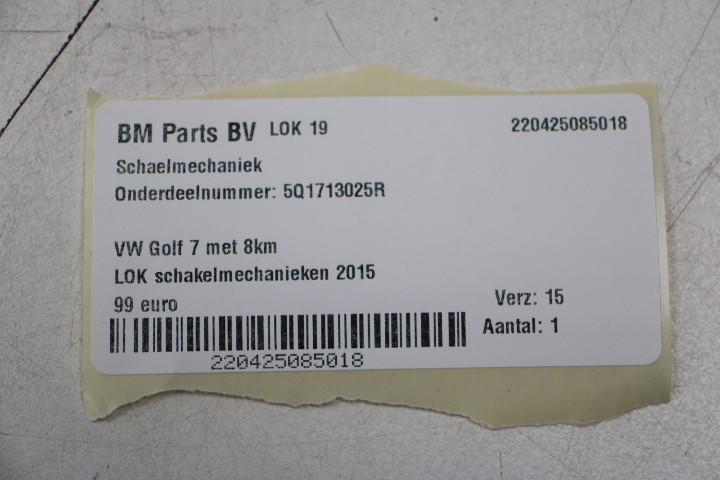 BM Parts BV LOK 19 220425085018
Schaelmechaniek
Onderdeelnummer: 5Q1713025R
VW Golf 7 met 8km
LOK schakelmechanieken 2015
99 euro Verz: 15
Aantal: 1
220425085018